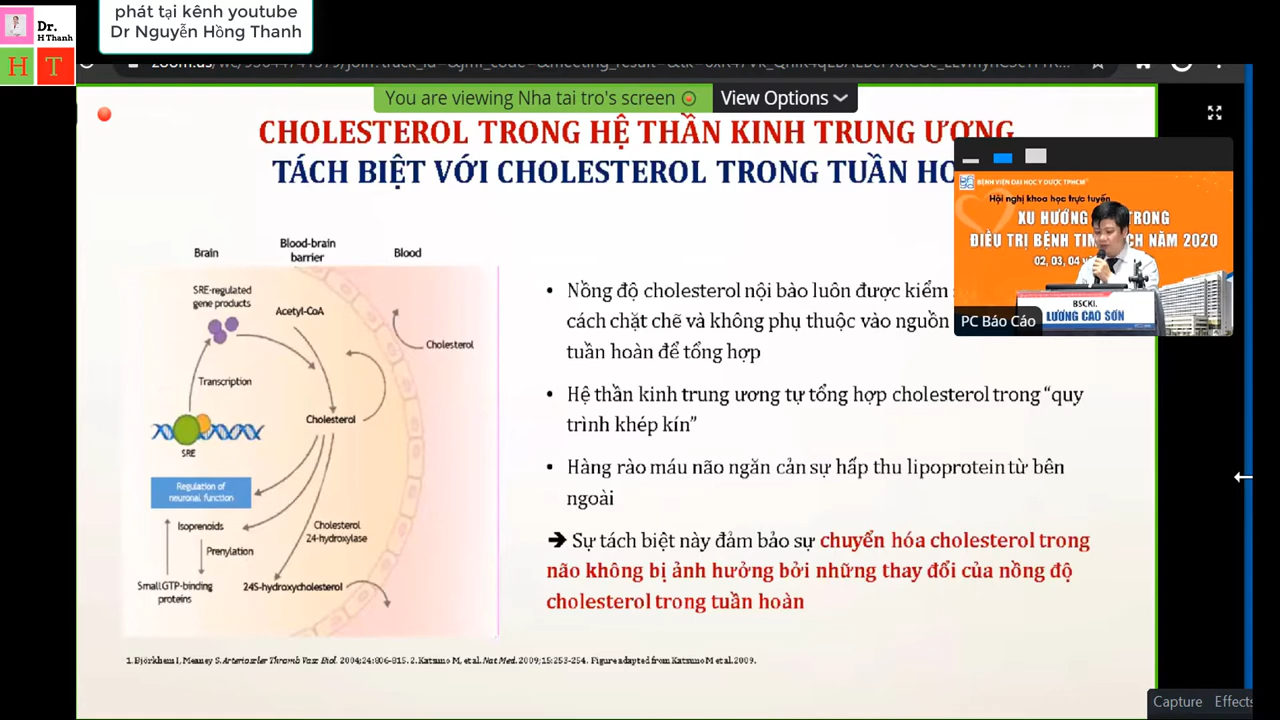 phát tại kênh youtube
Dr Nguyễn Hồng Thanh
Dr.
H Thanh
H T
You are viewing Nha tai tro's screen
View Options
CHOLESTEROL TRONG HỆ THẦN KINH TRUNG ƯƠNG
TÁCH BIỆT VỚI CHOLESTEROL TRONG TUẦN
BỆNH VIỆN ĐẠI HỌC Y DƯỢC TPHCM
Hội nghị khoa học trực tuyến
XU HƯỚNG TRONG
ĐIỀU TRỊ BỆNH NĂM 2020
02, 03, 04
BSCKI.
LƯƠNG CAO SƠN
PC Báo Cáo
Brain
Blood-brain
barrier
Blood
SRE-regulated
gene products
Acetyl-CoA
Cholesterol
Transcription
Cholesterol
SRE
Regulation of
neuronal function
Isoprenoids
Cholesterol
24-hydroxylase
Prenylation
Small GTP-binding
proteins
24S-hydroxycholesterol
• Nồng độ cholesterol nội bào luôn được kiểm
cách chặt chẽ và không phụ thuộc vào nguồn
tuần hoàn để tổng hợp
• Hệ thần kinh trung ương tự tổng hợp cholesterol trong “quy
trình khép kín”
• Hàng rào máu não ngăn cản sự hấp thu lipoprotein từ bên
ngoài
➔ Sự tách biệt này đảm bảo sự chuyển hóa cholesterol trong
não không bị ảnh hưởng bởi những thay đổi của nồng độ
cholesterol trong tuần hoàn
1. Björkhem I, Meaney S. Arterioscler Thromb Vasc Biol. 2004;24:806-815. 2. Katsuno M, et al. Nat Med. 2009;15:253-254. Figure adapted from Katsuno M et al. 2009.
Capture Effects